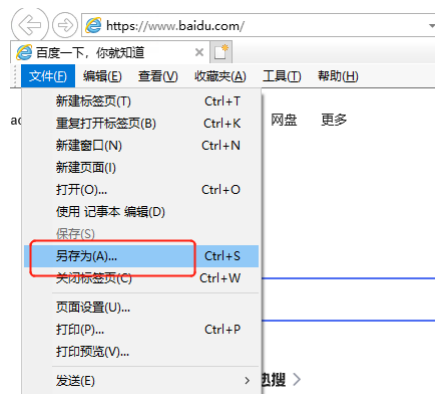 https://www.baidu.com/
百度一下，你就知道
文件(F) 编辑(E) 查看(V) 收藏夹(A) 工具(T) 帮助(H)
新建标签页(T) Ctrl+T
重复打开标签页(B) Ctrl+K
网盘 更多
新建窗口(N) Ctrl+N
新建页面(I)
打开(O)... Ctrl+O
使用 记事本 编辑(D)
保存(S)
另存为(A)... Ctrl+S
关闭标签页(C) Ctrl+W
页面设置(U)...
打印(P)... Ctrl+P
打印预览(V)...
发送(E) >
热搜 >